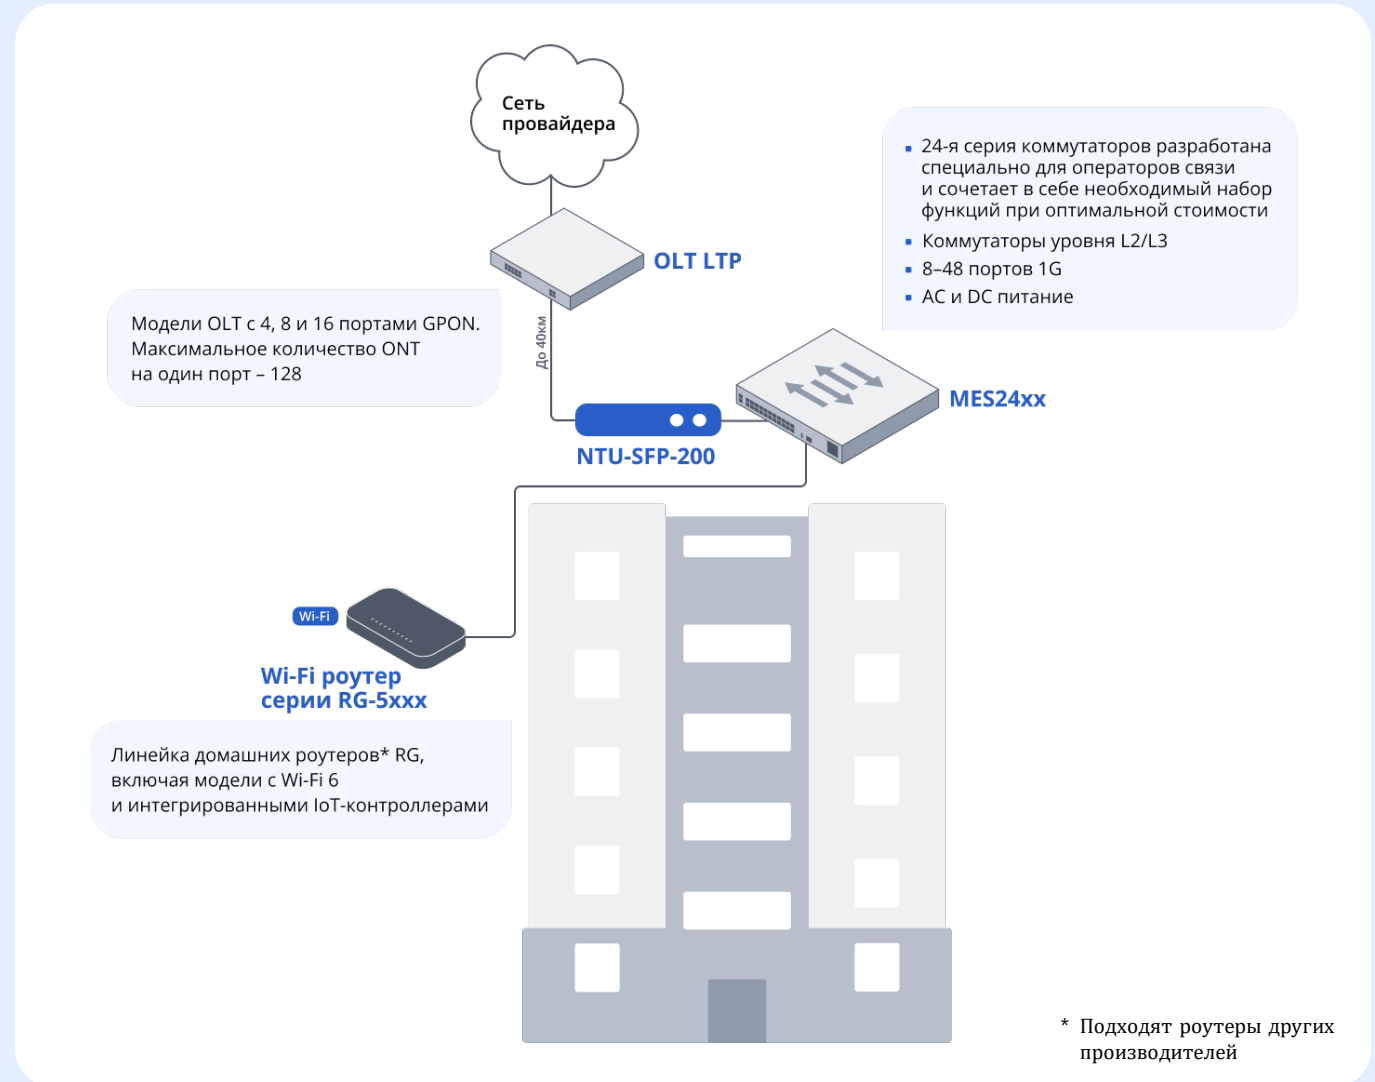 Сеть
провайдера
24-я серия коммутаторов разработана
специально для операторов связи
и сочетает в себе необходимый набор
функций при оптимальной стоимости
Коммутаторы уровня L2/L3
8–48 портов 1G
AC и DC питание
OLT LTP
Модели OLT с 4, 8 и 16 портами GPON.
Максимальное количество ONT
на один порт – 128
До 40км
MES24xx
NTU-SFP-200
Wi-Fi
Wi-Fi роутер
серии RG-5xxx
Линейка домашних роутеров* RG,
включая модели с Wi-Fi 6
и интегрированными IoT-контроллерами
* Подходят роутеры других
производителей